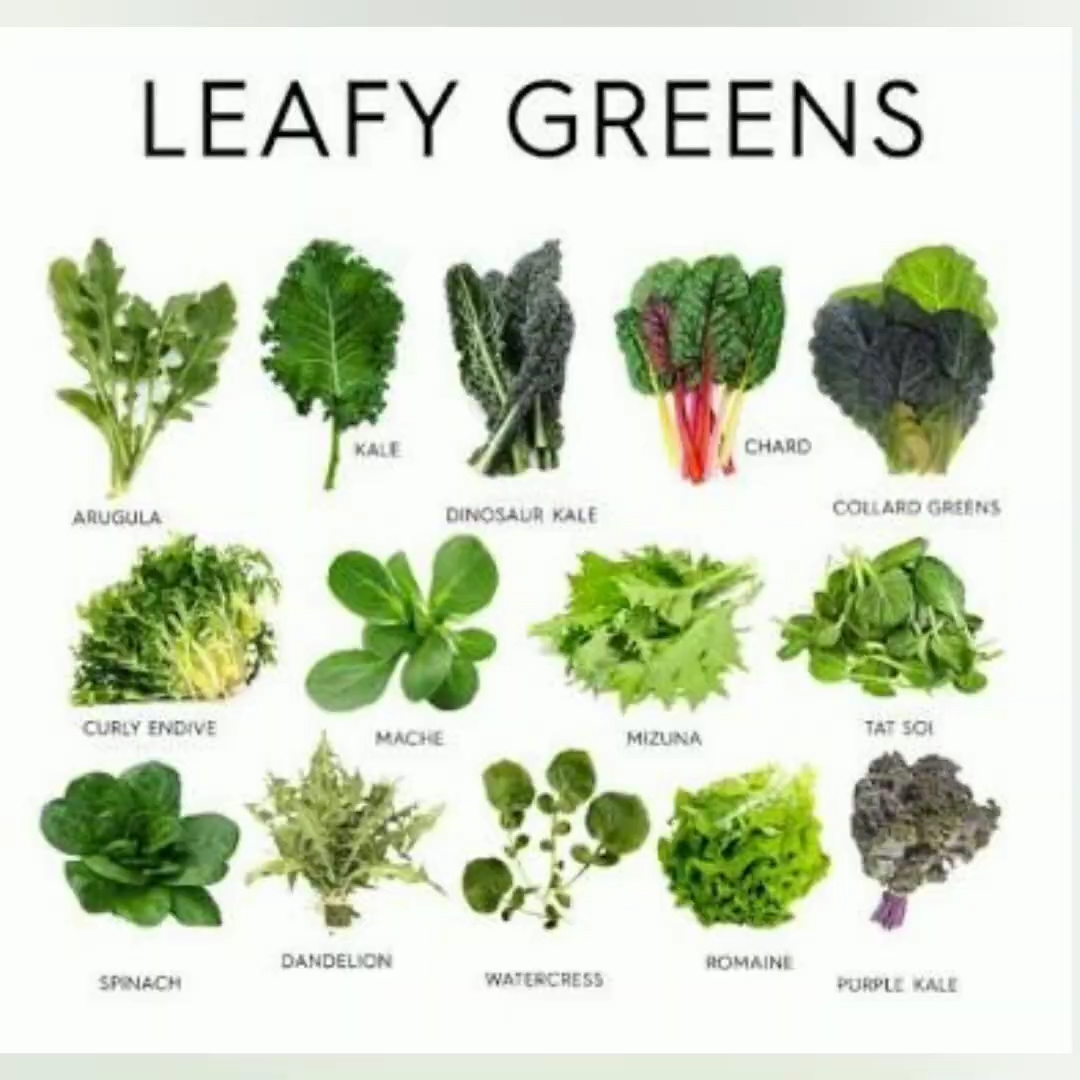 LEAFY GREENS
KALE
CHARD
ARUGULA
DINOSAUR KALE
COLLARD GREENS
CURLY ENDIVE
MACHE
MIZUNA
TAT SOI
SPINACH
DANDELION
WATERCRESS
ROMAINE
PURPLE KALE